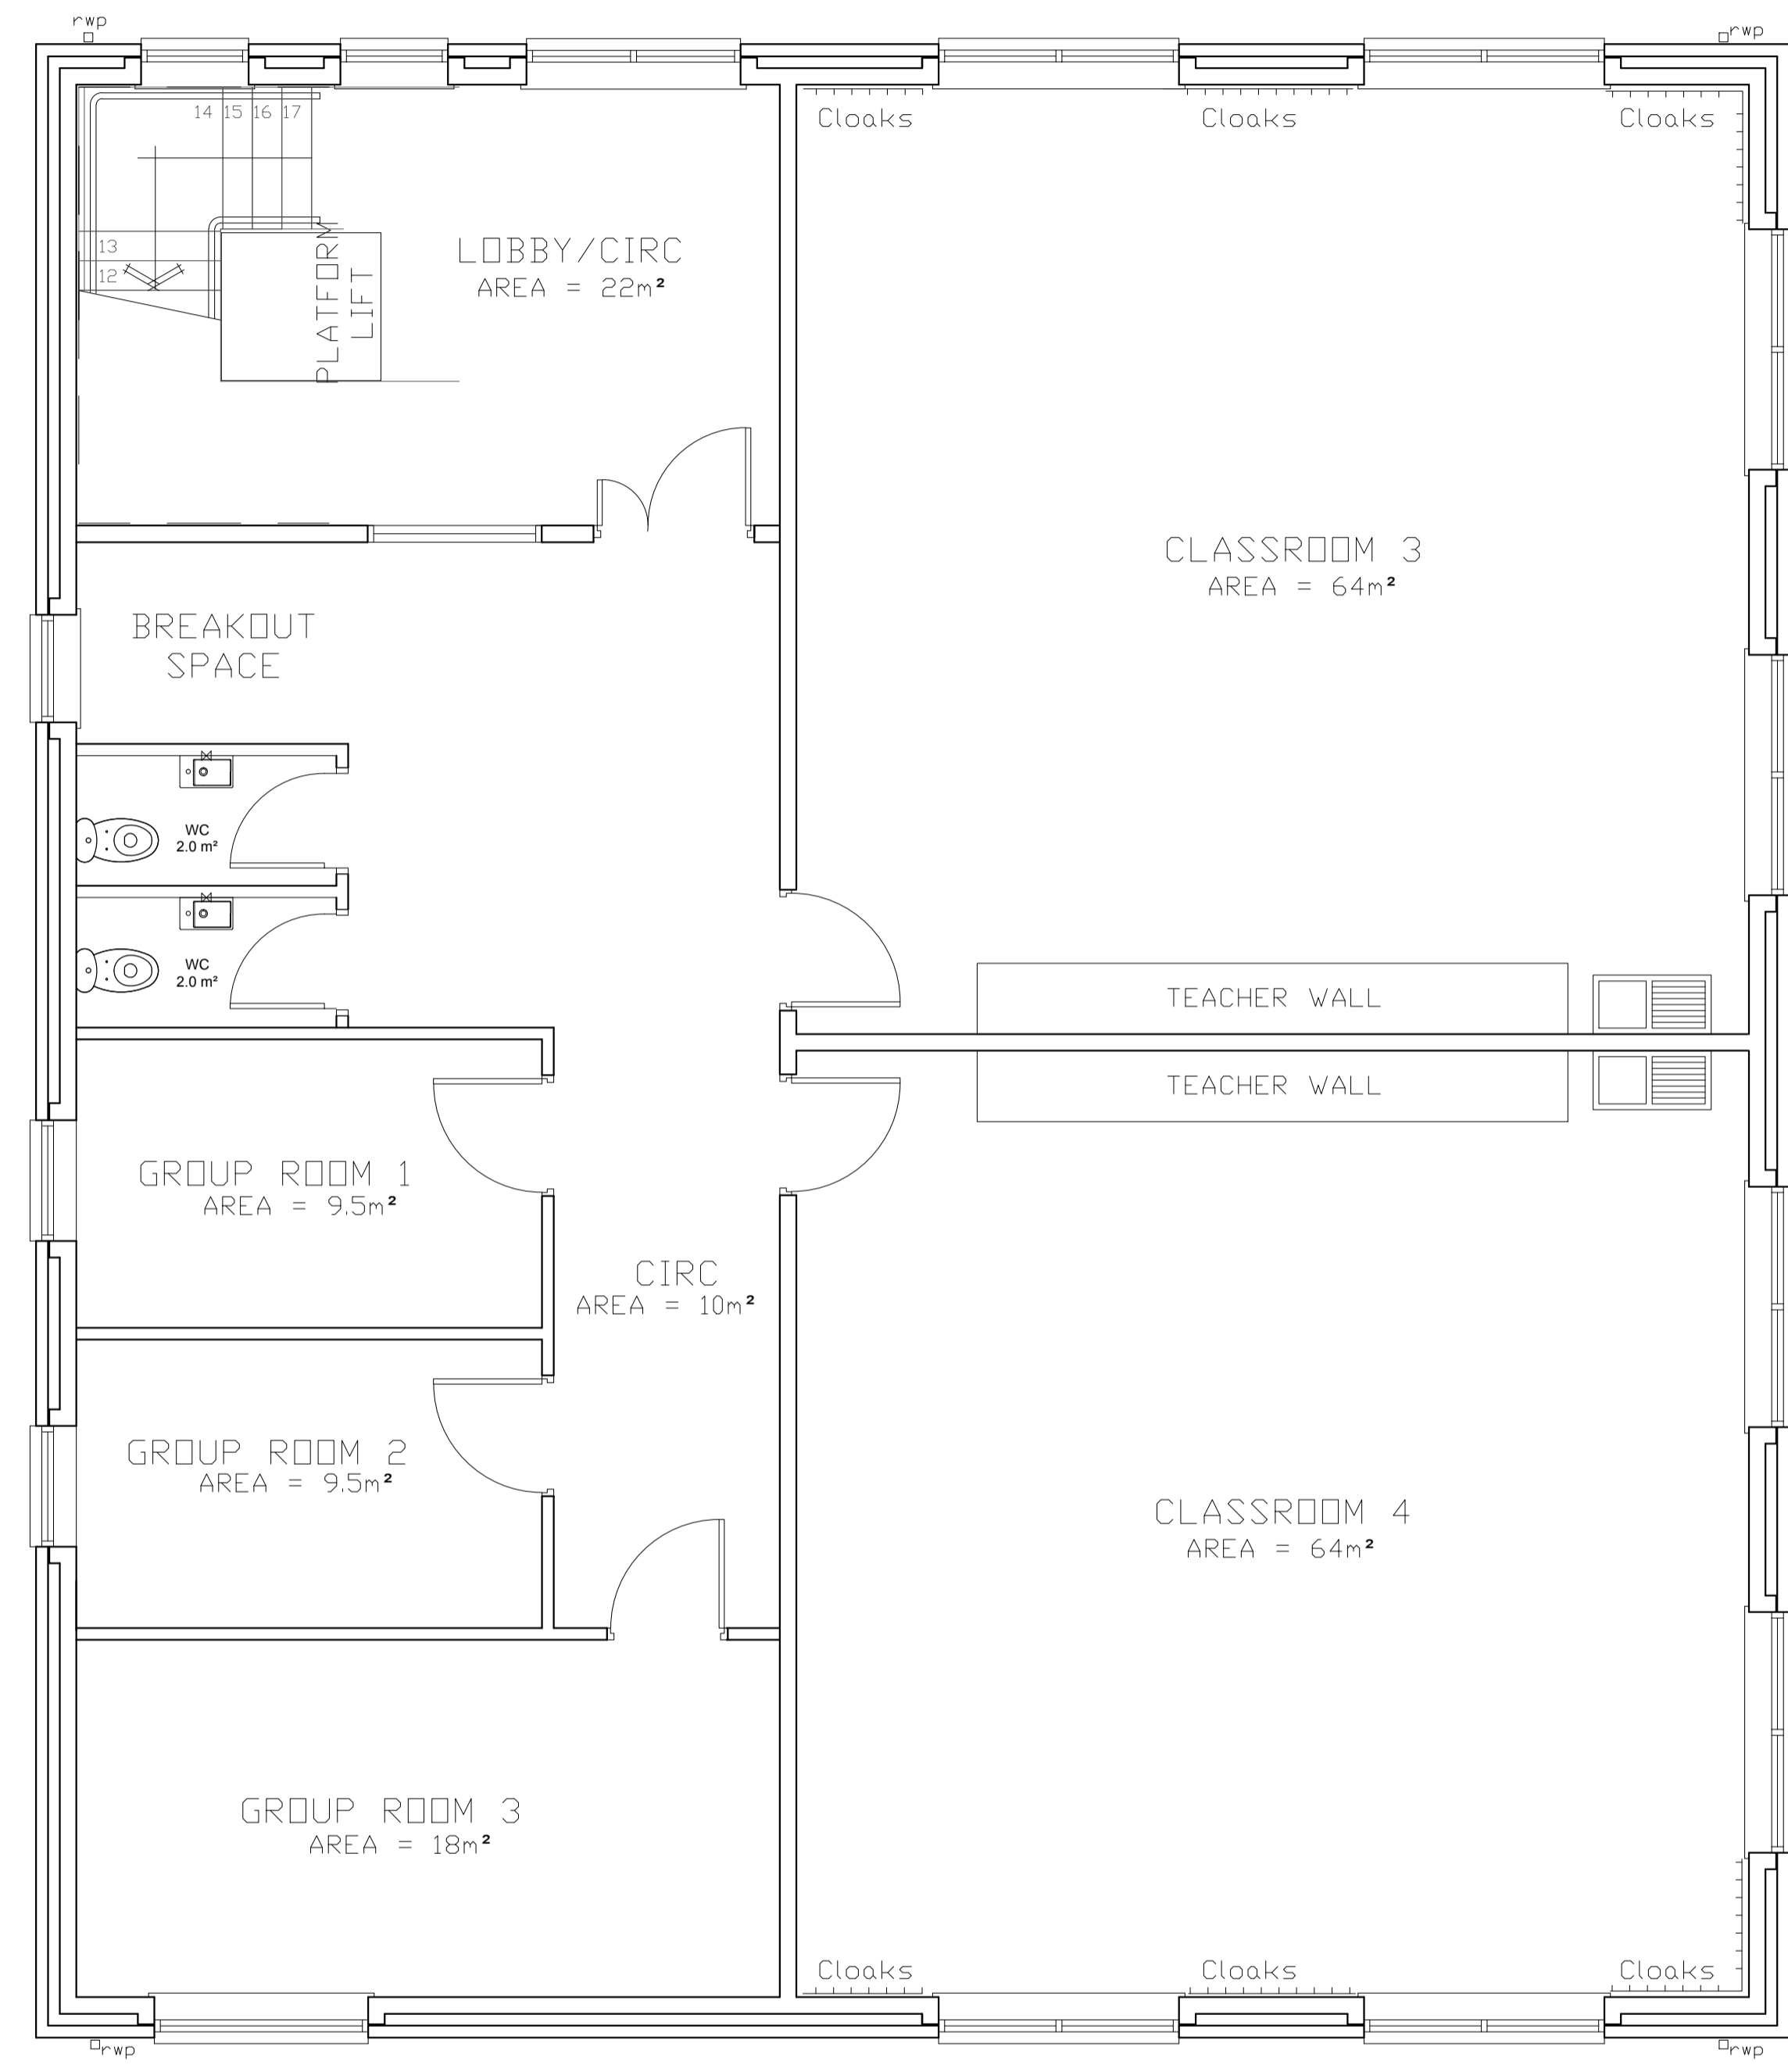 rwp
rwp
14 15 16 17
Cloaks
Cloaks
Cloaks
13
12
PLATFORM
LIFT
LOBBY/CIRC
AREA = 22m²
CLASSROOM 3
AREA = 64m²
BREAKOUT
SPACE
WC
2.0 m²
WC
2.0 m²
TEACHER WALL
TEACHER WALL
GROUP ROOM 1
AREA = 9.5m²
CIRC
AREA = 10m²
GROUP ROOM 2
AREA = 9.5m²
CLASSROOM 4
AREA = 64m²
GROUP ROOM 3
AREA = 18m²
Cloaks
Cloaks
Cloaks
rwp
rwp